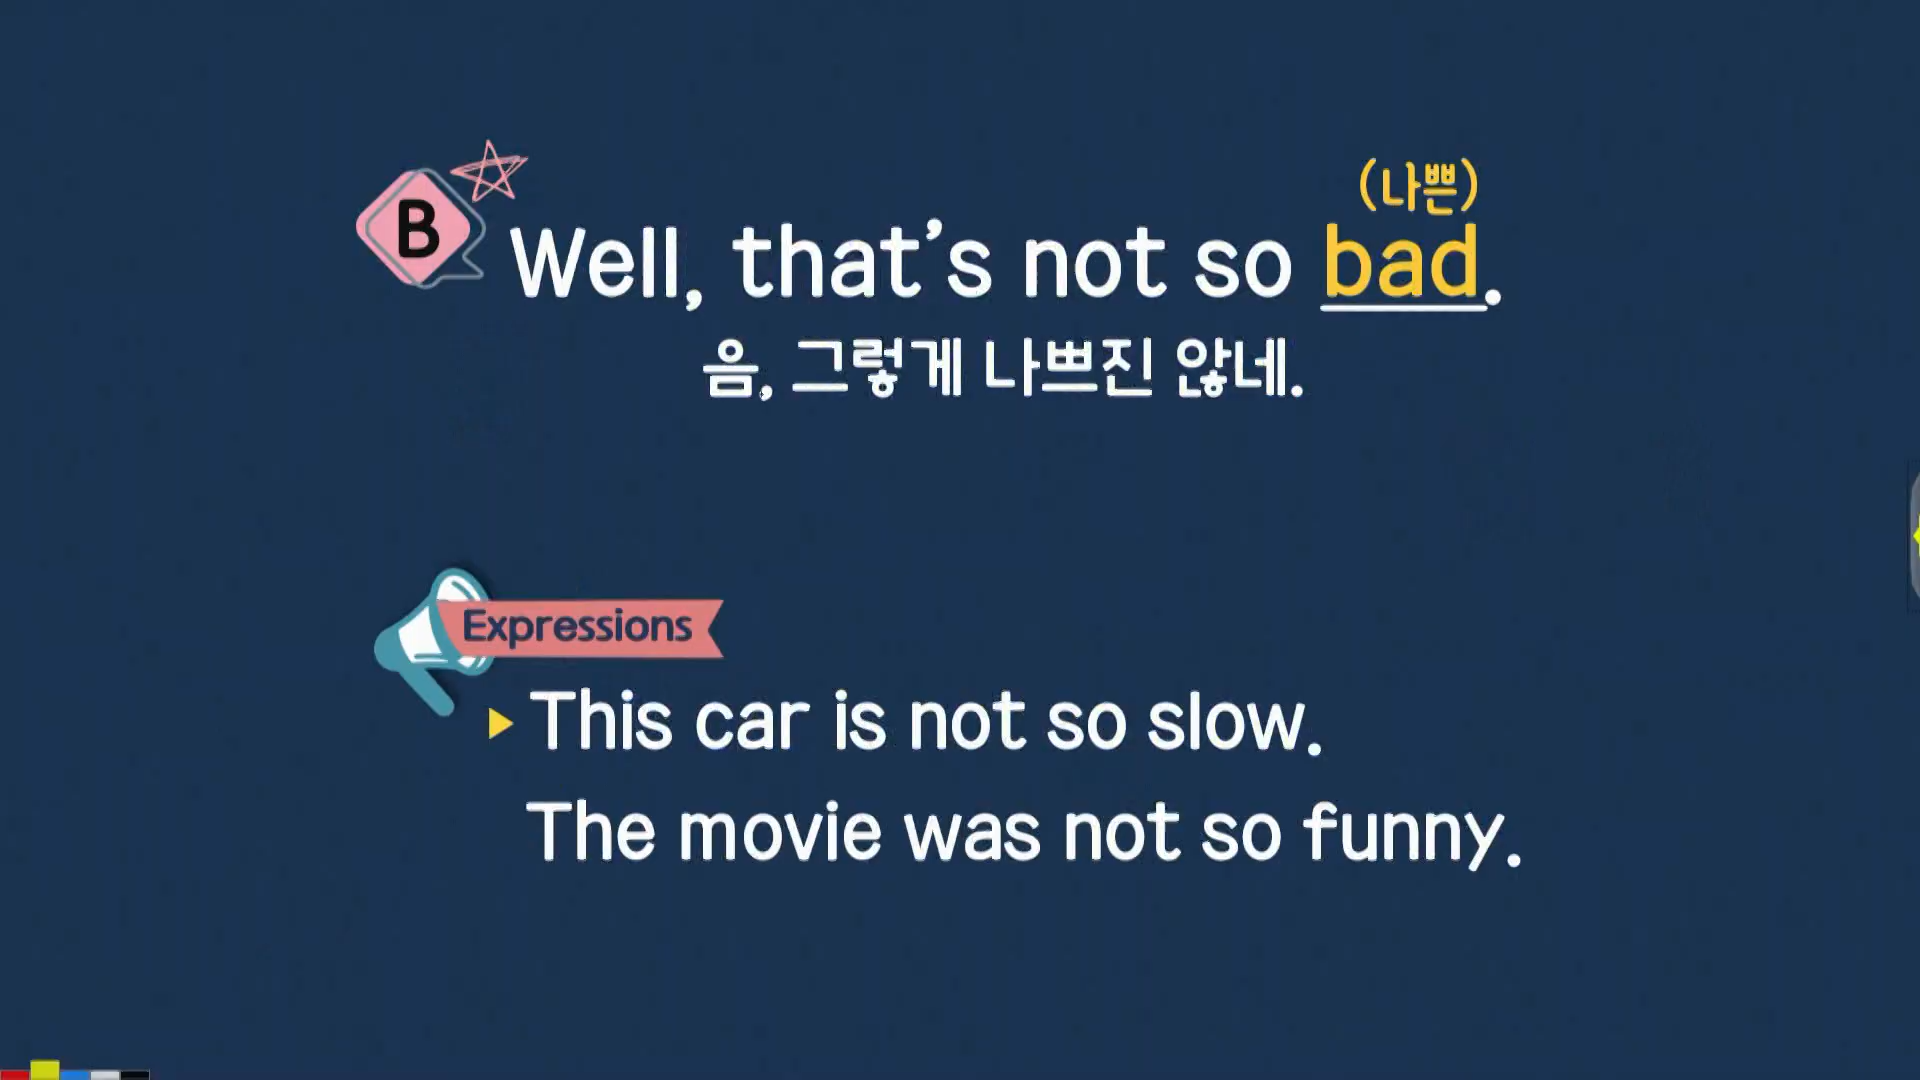 (나쁜)
B Well, that's not so bad.
음, 그렇게 나쁘진 않네.
Expressions
This car is not so slow.
The movie was not so funny.